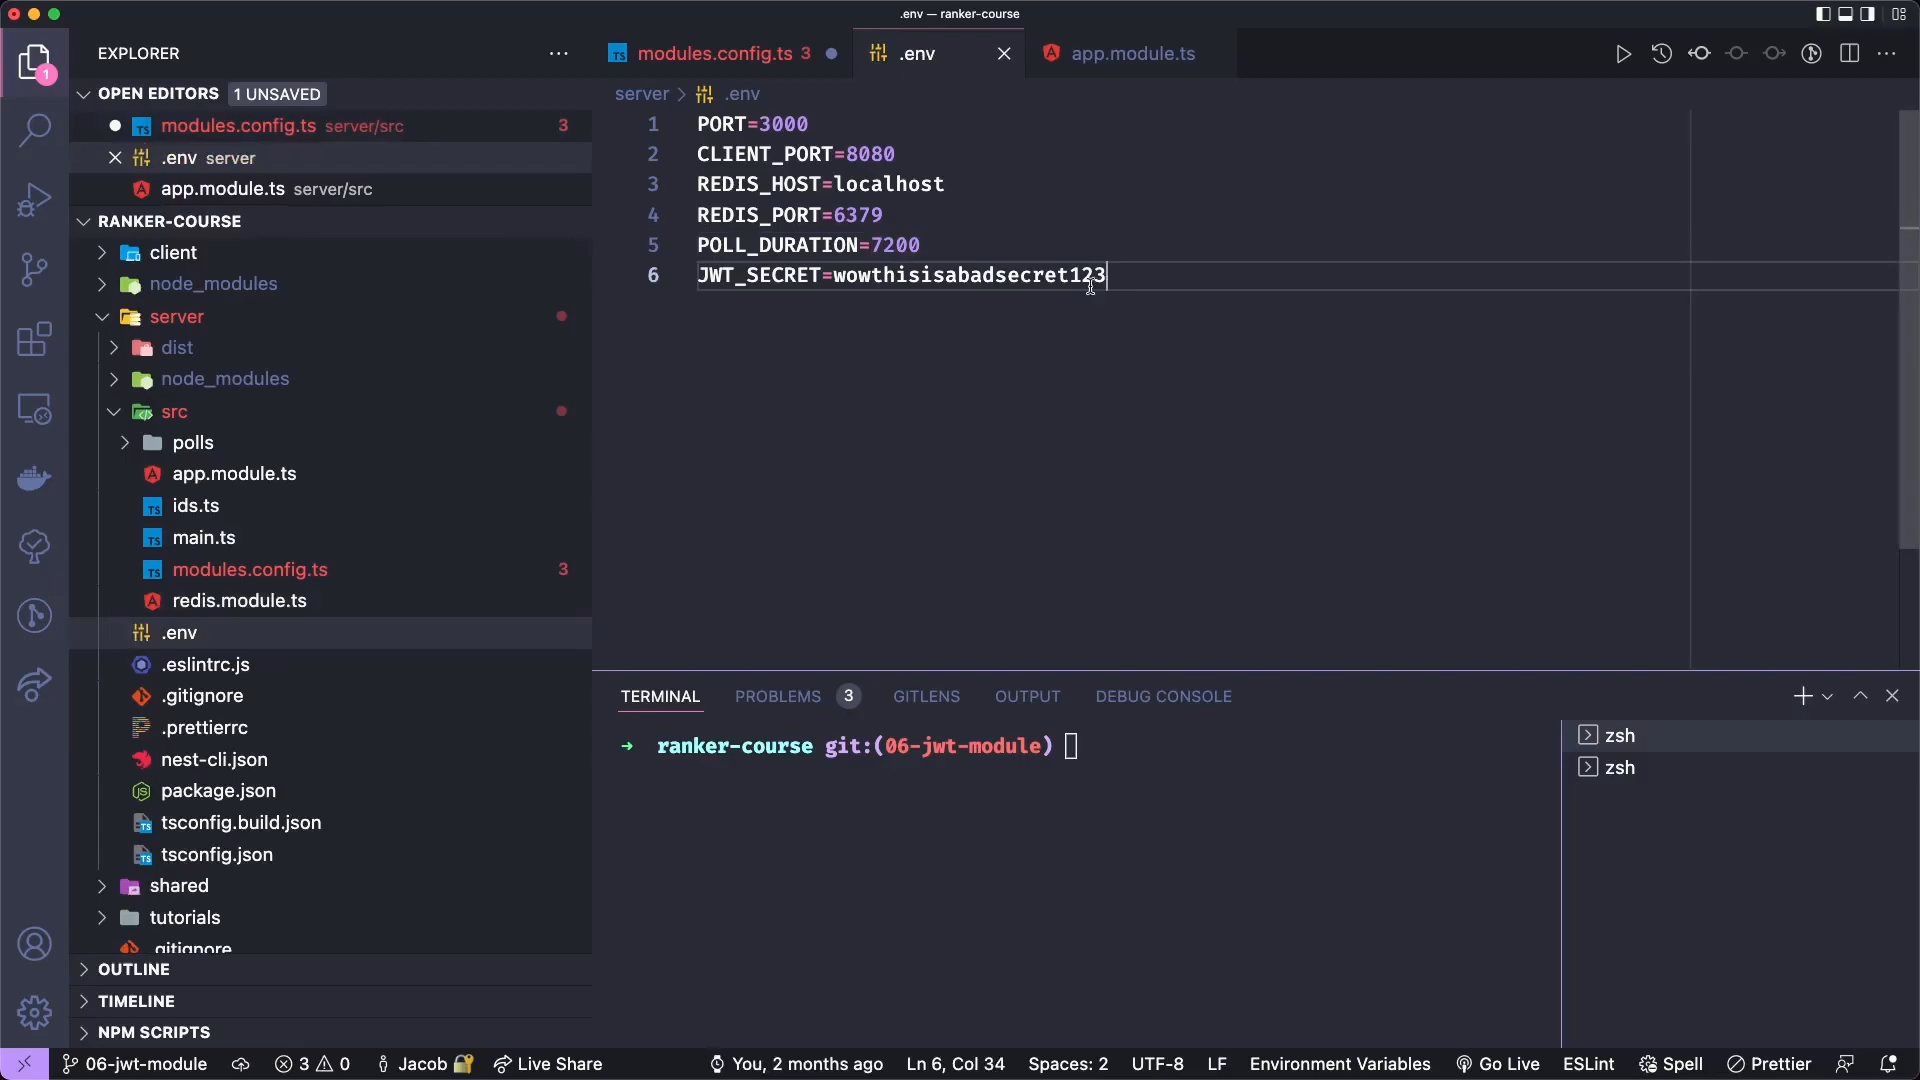 .env — ranker-course
EXPLORER
OPEN EDITORS 1 UNSAVED
modules.config.ts server/src 3
.env server
app.module.ts server/src
RANKER-COURSE
client
node_modules
server
dist
node_modules
src
polls
app.module.ts
ids.ts
main.ts
modules.config.ts 3
redis.module.ts
.env
.eslintrc.js
.gitignore
.prettierrc
nest-cli.json
package.json
tsconfig.build.json
tsconfig.json
shared
tutorials
.gitignore
OUTLINE
TIMELINE
NPM SCRIPTS
1
modules.config.ts 3
.env
app.module.ts
server > .env
1 PORT=3000
2 CLIENT_PORT=8080
3 REDIS_HOST=localhost
4 REDIS_PORT=6379
5 POLL_DURATION=7200
6 JWT_SECRET=wowthisisabadsecret123
TERMINAL PROBLEMS 3 GITLENS OUTPUT DEBUG CONSOLE
→ ranker-course git:(06-jwt-module)
zsh
zsh
06-jwt-module 3 0 Jacob Live Share You, 2 months ago Ln 6, Col 34 Spaces: 2 UTF-8 LF Environment Variables Go Live ESLint Spell Prettier